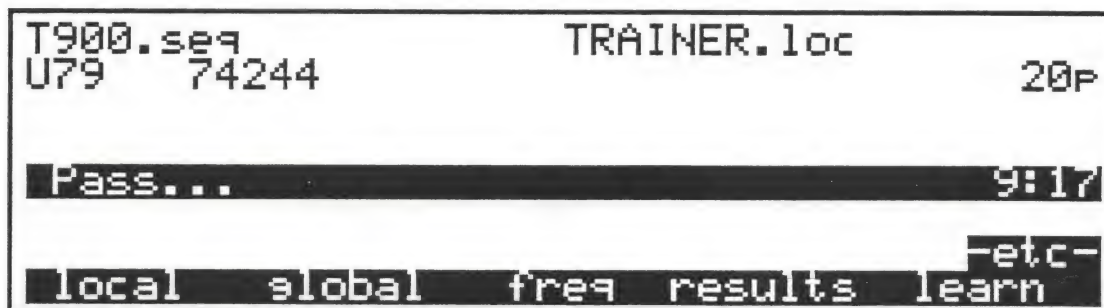 T900.seq TRAINER.loc
U79 74244 20P
Pass... 9:17
-etc-
local global freq results learn